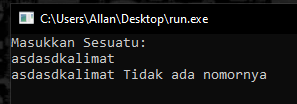 C:\Users\Allan\Desktop\run.exe
Masukkan Sesuatu:
asdasdkalimat
asdasdkalimat Tidak ada nomornya